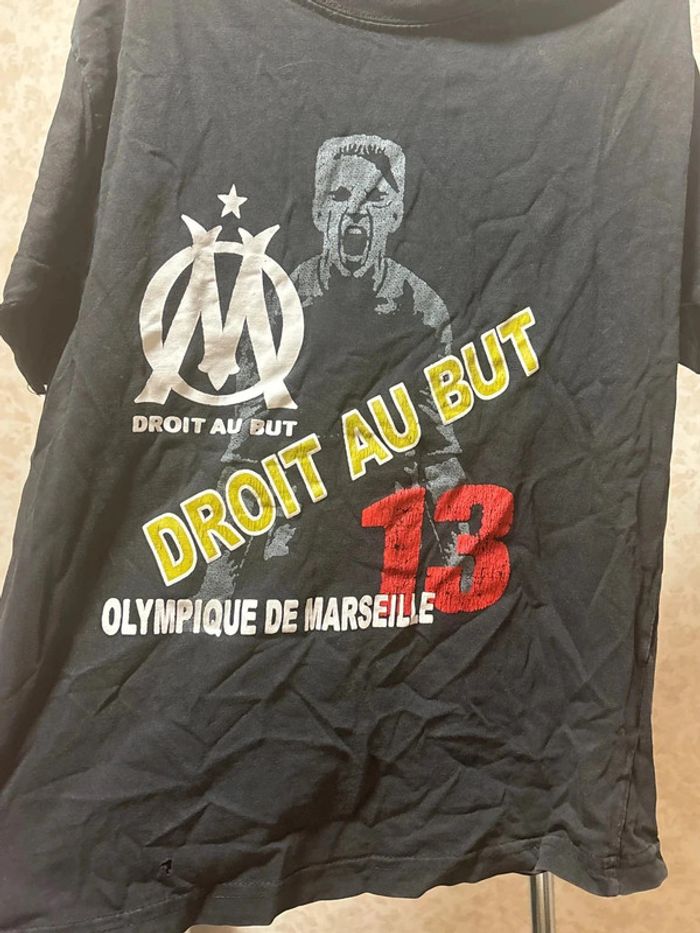 M
DROIT AU BUT
DROIT AU BUT
13
OLYMPIQUE DE MARSEILLE